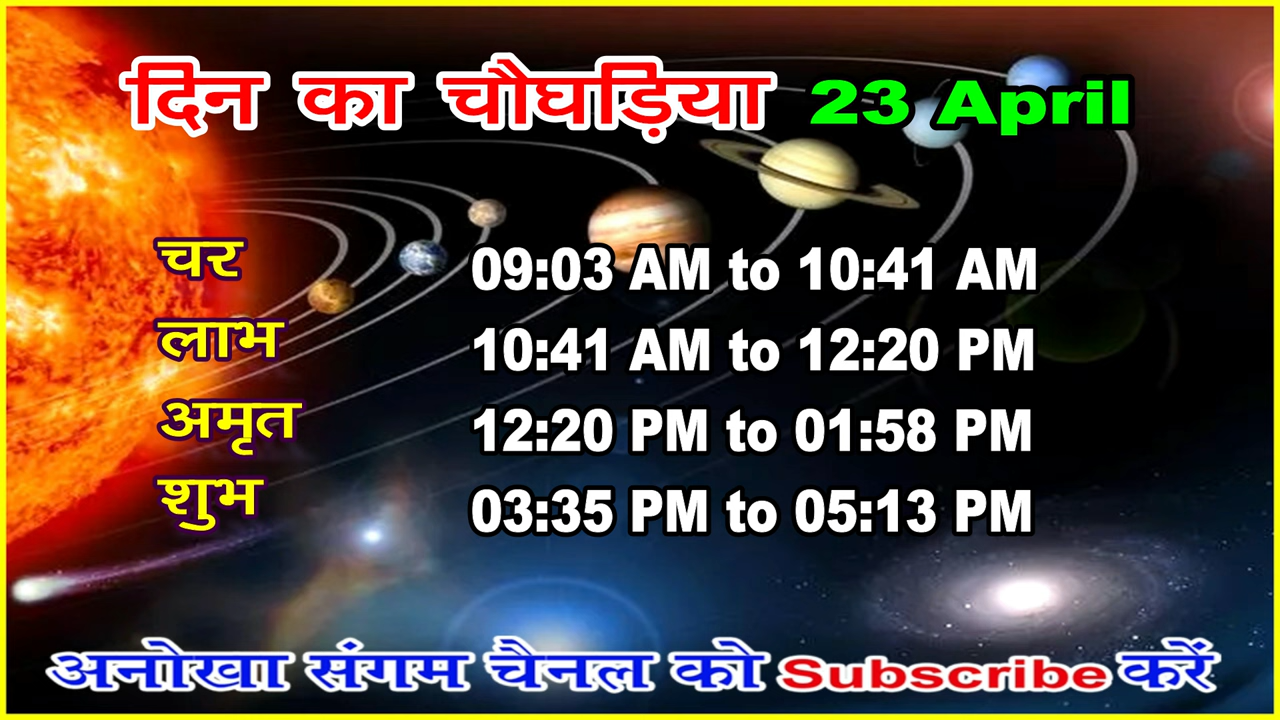 दिन का चौघड़िया 23 April
चर 09:03 AM to 10:41 AM
लाभ 10:41 AM to 12:20 PM
अमृत 12:20 PM to 01:58 PM
शुभ 03:35 PM to 05:13 PM
अनोखा संगम चैनल को Subscribe करें